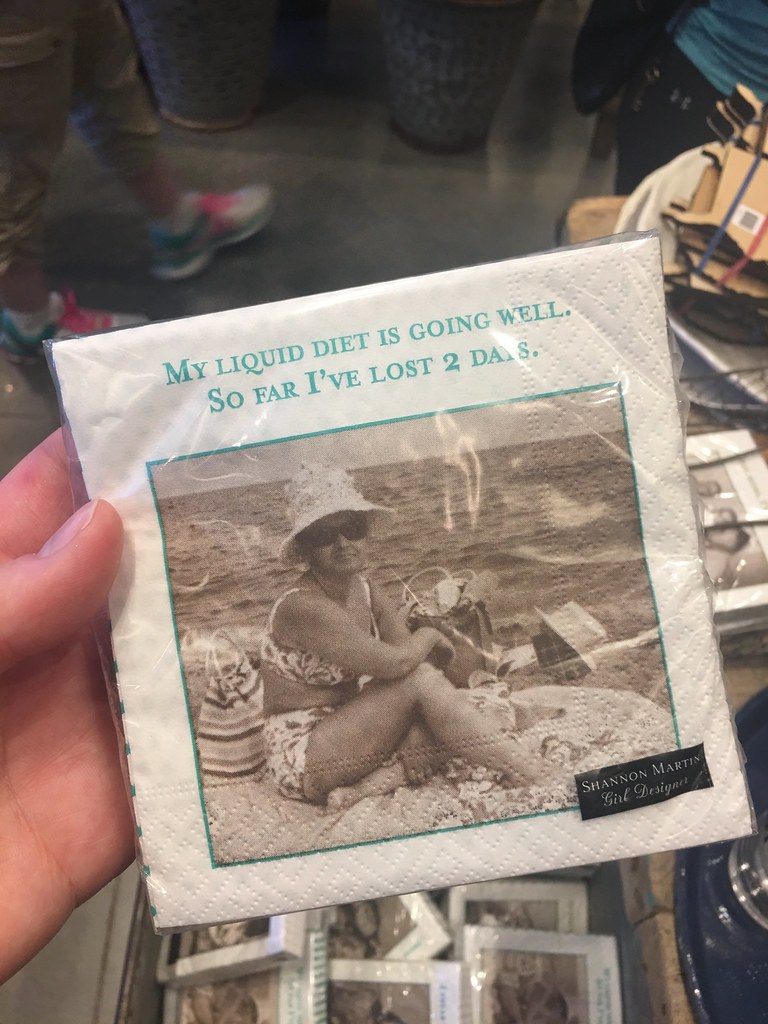 My liquid diet is going well.
So far I've lost 2 days.
Shannon Martin
Girl Designer